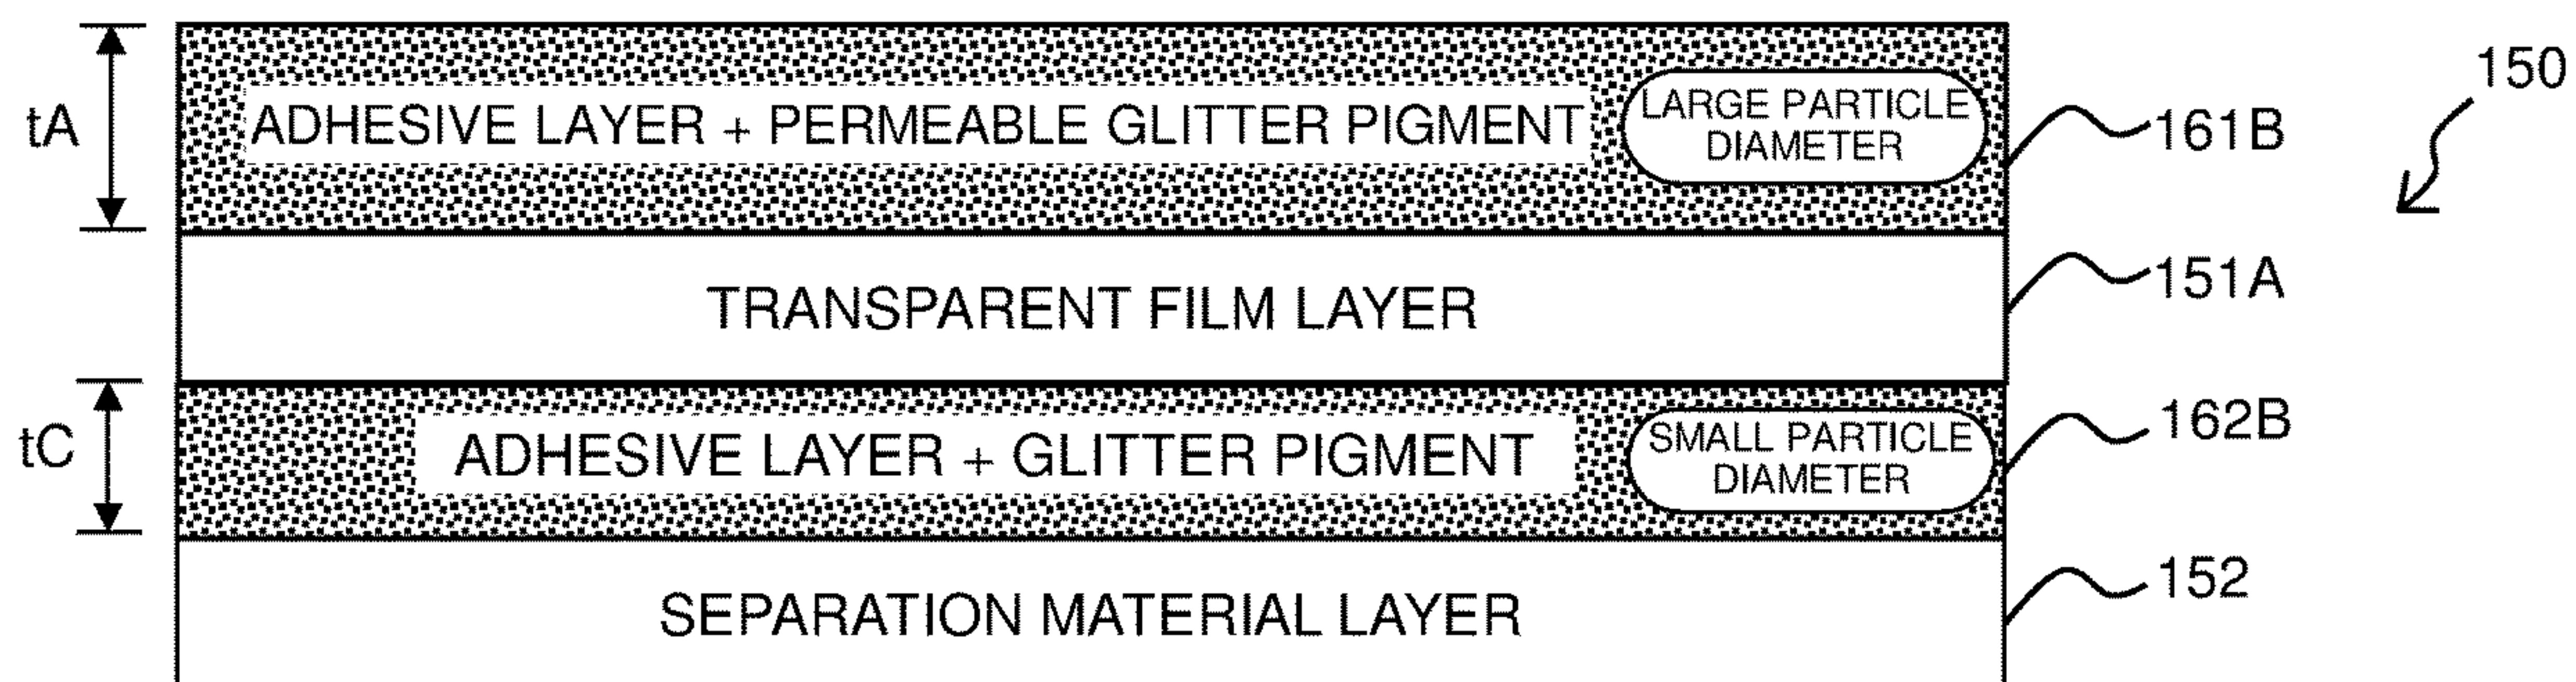 150
tA
ADHESIVE LAYER + PERMEABLE GLITTER PIGMENT
LARGE PARTICLE
DIAMETER
161B
TRANSPARENT FILM LAYER
151A
tC
ADHESIVE LAYER + GLITTER PIGMENT
SMALL PARTICLE
DIAMETER
162B
SEPARATION MATERIAL LAYER
152